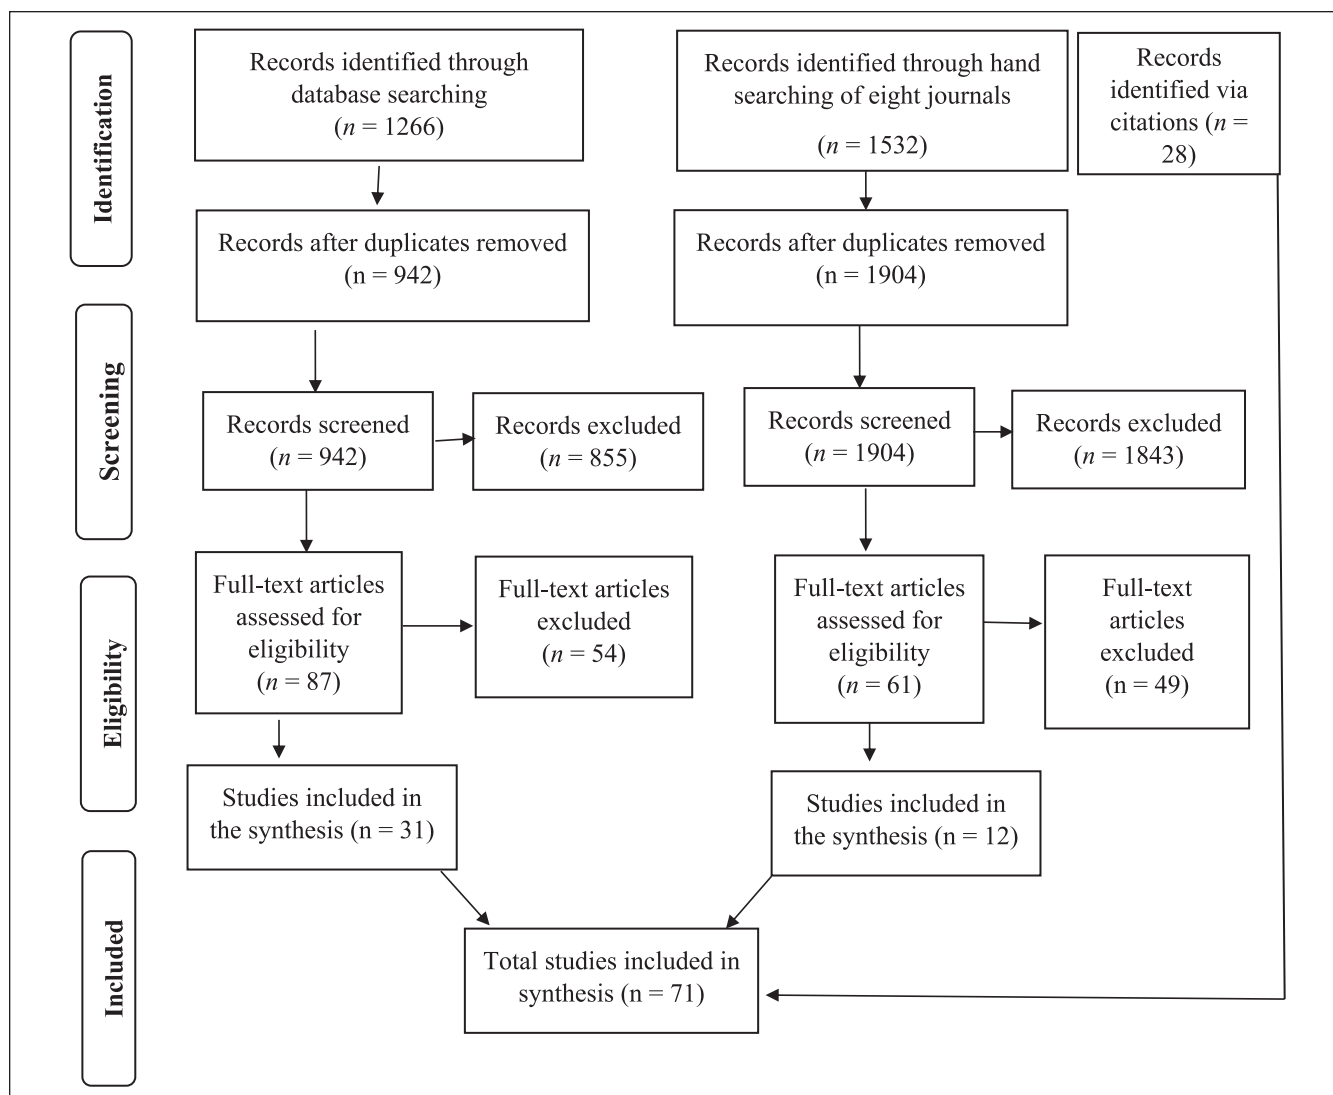 Identification
Records identified through
database searching
(n = 1266)
Records identified through hand
searching of eight journals
(n = 1532)
Records
identified via
citations (n =
28)
Records after duplicates removed
(n = 942)
Records after duplicates removed
(n = 1904)
Screening
Records screened
(n = 942)
Records excluded
(n = 855)
Records screened
(n = 1904)
Records excluded
(n = 1843)
Eligibility
Full-text articles
assessed for
eligibility
(n = 87)
Full-text articles
excluded
(n = 54)
Full-text articles
assessed for
eligibility
(n = 61)
Full-text
articles
excluded
(n = 49)
Studies included in
the synthesis (n = 31)
Studies included in
the synthesis (n = 12)
Included
Total studies included in
synthesis (n = 71)